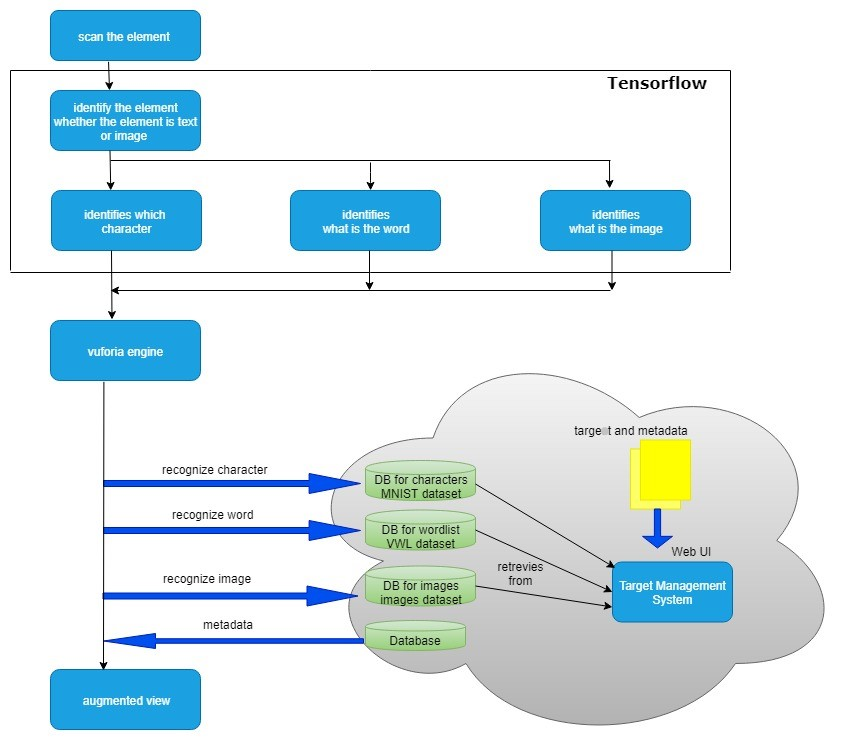 scan the element
Tensorflow
identify the element
whether the element is text
or image
identifies which
character
identifies
what is the word
identifies
what is the image
vuforia engine
target and metadata
recognize character
DB for characters
MNIST dataset
recognize word
DB for wordlist
VWL dataset
Web UI
retrevies
from
recognize image
DB for images
images dataset
Target Management
System
metadata
Database
augmented view